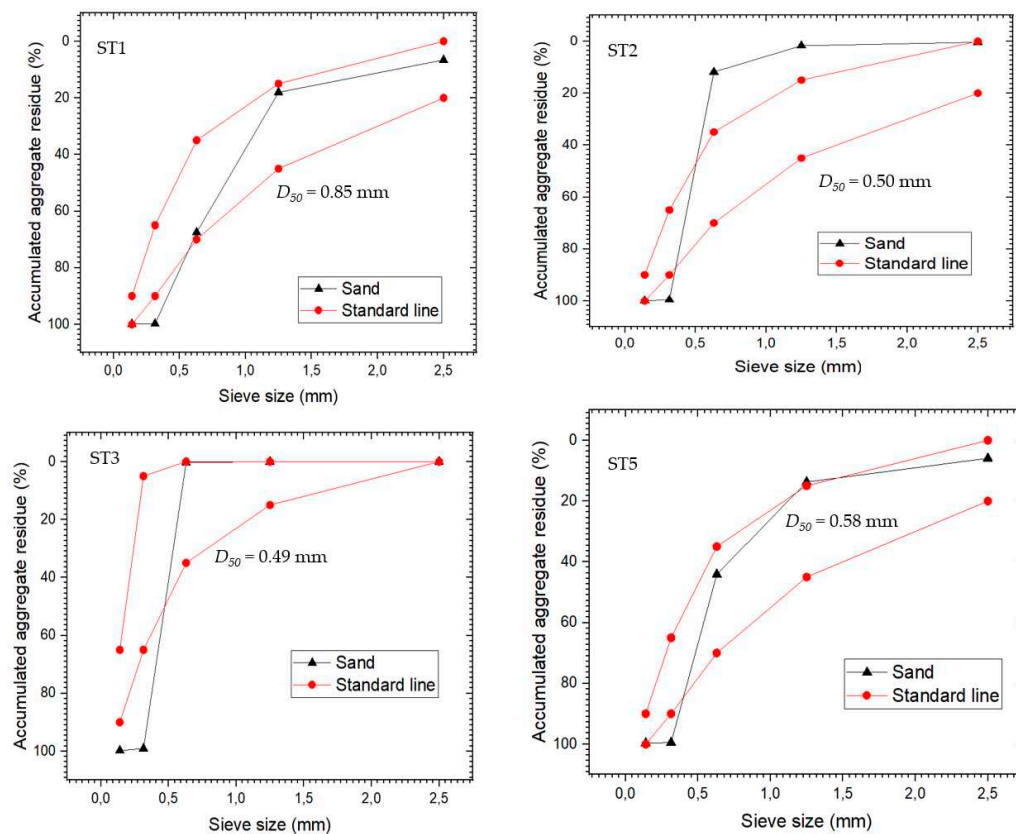 ST1
Accumulated aggregate residue (%)
0
20
40
60
80
100
D50 = 0.85 mm
Sand
Standard line
0,0 0,5 1,0 1,5 2,0 2,5
Sieve size (mm)
ST2
Accumulated aggregate residue (%)
0
20
40
60
80
100
D50 = 0.50 mm
Sand
Standard line
0,0 0,5 1,0 1,5 2,0 2,5
Sieve size (mm)
ST3
Accumulated aggregate residue (%)
0
20
40
60
80
100
D50 = 0.49 mm
Sand
Standard line
0,0 0,5 1,0 1,5 2,0 2,5
Sieve size (mm)
ST5
Accumulated aggregate residue (%)
0
20
40
60
80
100
D50 = 0.58 mm
Sand
Standard line
0,0 0,5 1,0 1,5 2,0 2,5
Sieve size (mm)